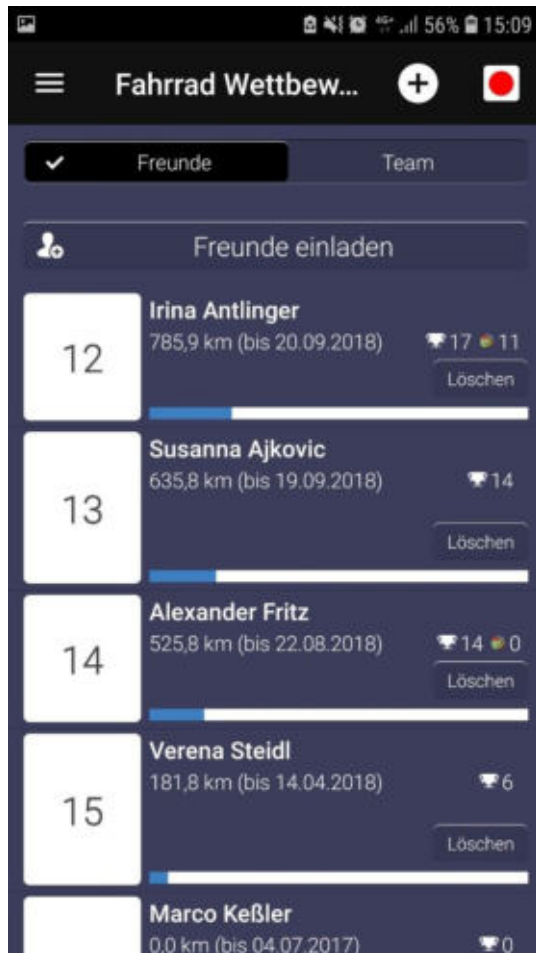 56% 15:09
Fahrrad Wettbew...
Freunde
Team
Freunde einladen
12
Irina Antlinger
785,9 km (bis 20.09.2018)
17 11
Löschen
13
Susanna Ajkovic
635,8 km (bis 19.09.2018)
14
Löschen
14
Alexander Fritz
525,8 km (bis 22.08.2018)
14 0
Löschen
15
Verena Steidl
181,8 km (bis 14.04.2018)
6
Löschen
Marco Keßler
0,0 km (bis 04.07.2017)
0